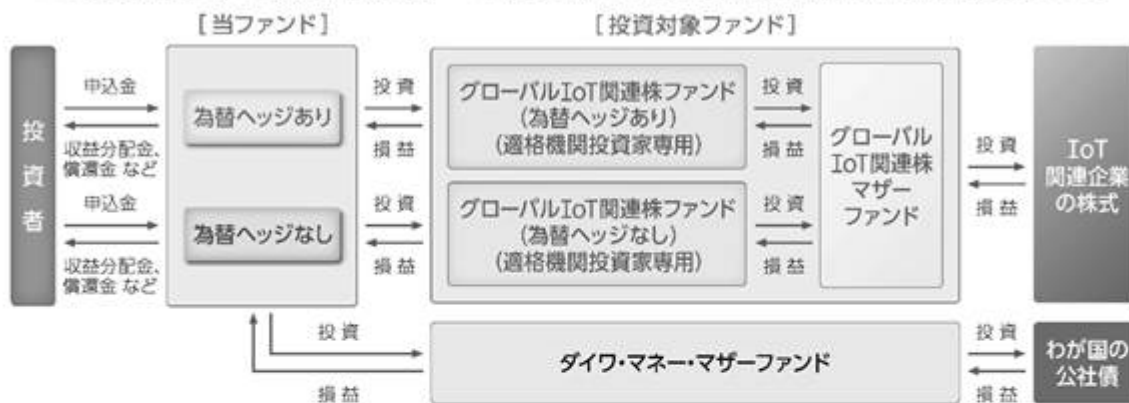 [当ファンド]
[投資対象ファンド]
投資者
申込金
収益分配金、
償還金 など
申込金
収益分配金、
償還金 など
為替ヘッジあり
為替ヘッジなし
投資
損益
投資
損益
グローバルIoT関連株ファンド
(為替ヘッジあり)
(適格機関投資家専用)
グローバルIoT関連株ファンド
(為替ヘッジなし)
(適格機関投資家専用)
投資
損益
投資
損益
グローバル
IoT関連株
マザー
ファンド
投資
損益
IoT
関連企業
の株式
投資
損益
ダイワ・マネー・マザーファンド
投資
損益
わが国の
公社債